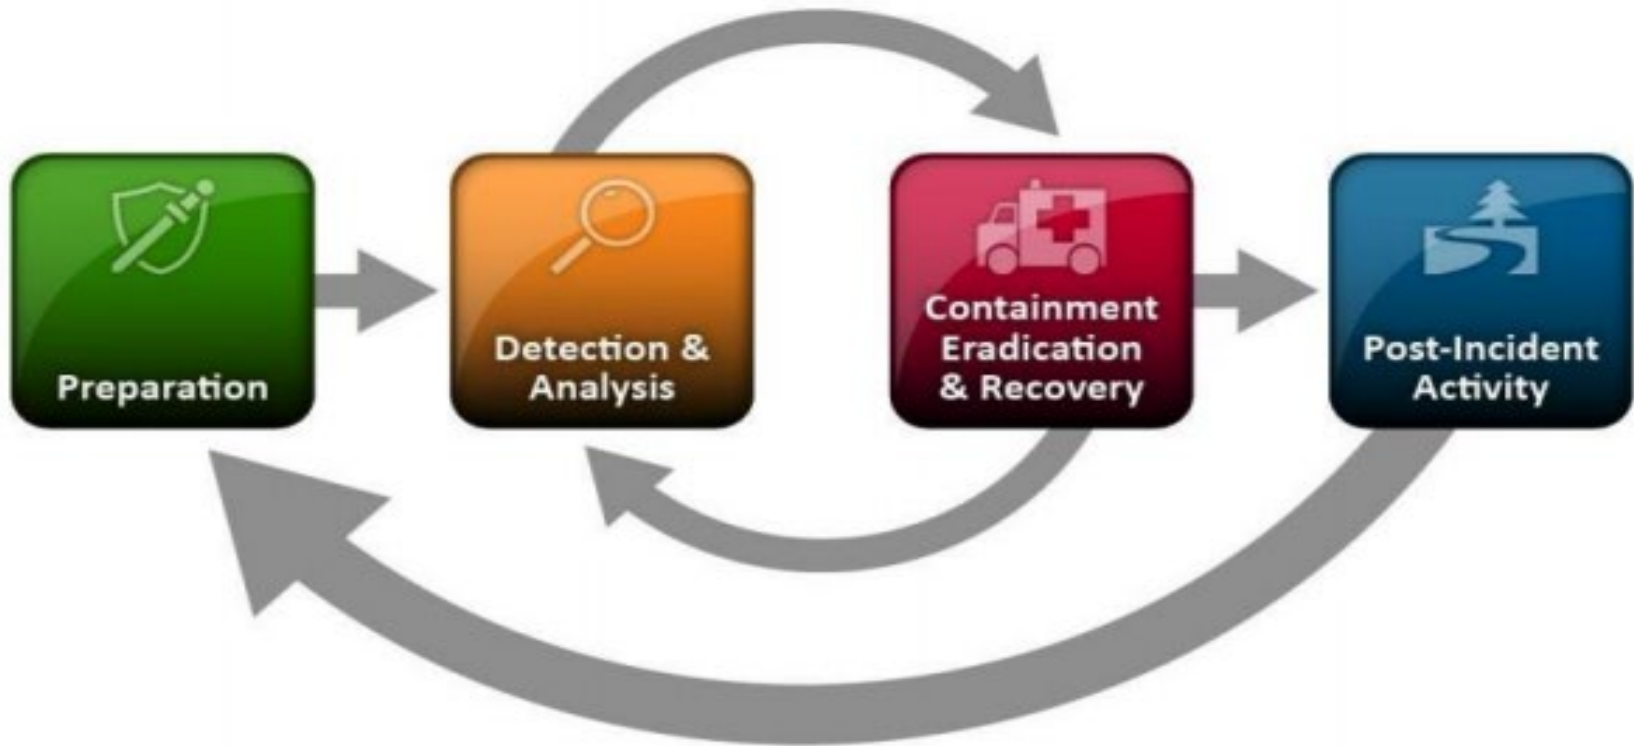 Preparation
Detection &
Analysis
Containment
Eradication
& Recovery
Post-Incident
Activity